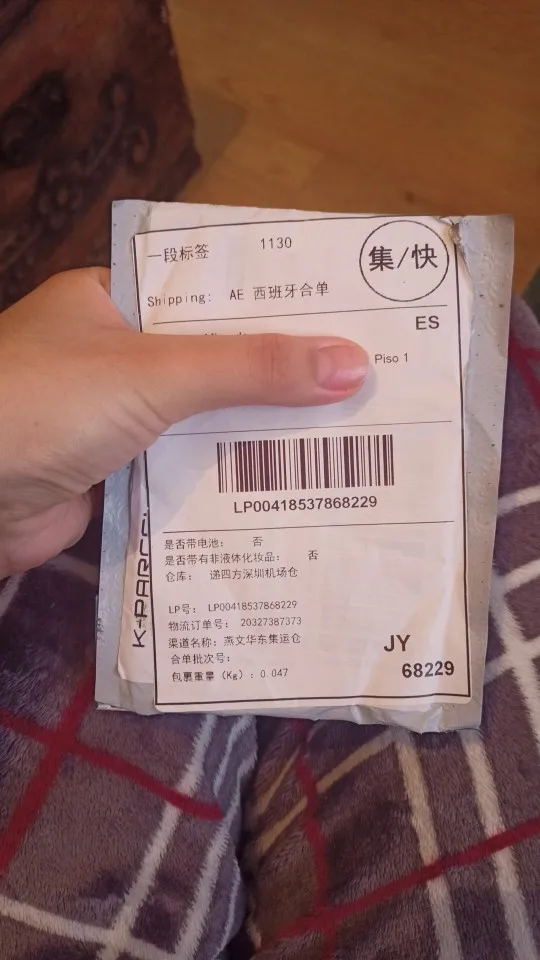 一段标签 1130
集/快
Shipping: AE 西班牙合单
ES
Piso 1
LP00418537868229
是否带电池: 否
是否带有非液体化妆品: 否
仓库: 递四方深圳机场仓
LP号: LP00418537868229
物流订单号: 20327387373
渠道名称: 燕文华东集运仓
合单批次号:
包裹重量 (Kg) : 0.047
JY
68229